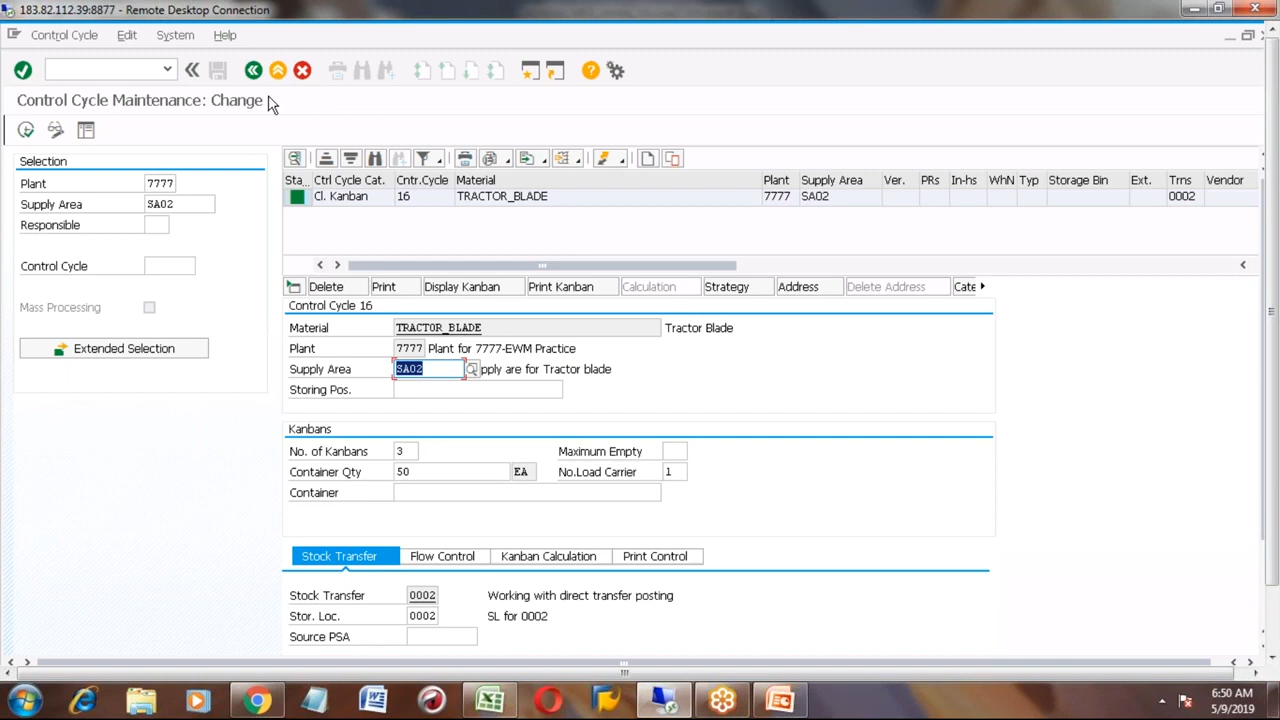 183.82.112.39:8877 - Remote Desktop Connection
Control Cycle Edit System Help
Control Cycle Maintenance: Change
Selection
Plant 7777
Supply Area SA02
Responsible
Control Cycle
Mass Processing
Extended Selection
Sta... Ctrl Cycle Cat. Cntr.Cycle Material Plant Supply Area Ver. PRs In-hs WhN Typ Storage Bin Ext. Trns Vendor
Cl. Kanban 16 TRACTOR_BLADE 7777 SA02 0002
Delete Print Display Kanban Print Kanban Calculation Strategy Address Delete Address Cate
Control Cycle 16
Material TRACTOR_BLADE Tractor Blade
Plant 7777 Plant for 7777-EWM Practice
Supply Area SA02 pply are for Tractor blade
Storing Pos.
Kanbans
No. of Kanbans 3 Maximum Empty
Container Qty 50 EA No.Load Carrier 1
Container
Stock Transfer Flow Control Kanban Calculation Print Control
Stock Transfer 0002 Working with direct transfer posting
Stor. Loc. 0002 SL for 0002
Source PSA
6:50 AM
5/9/2019